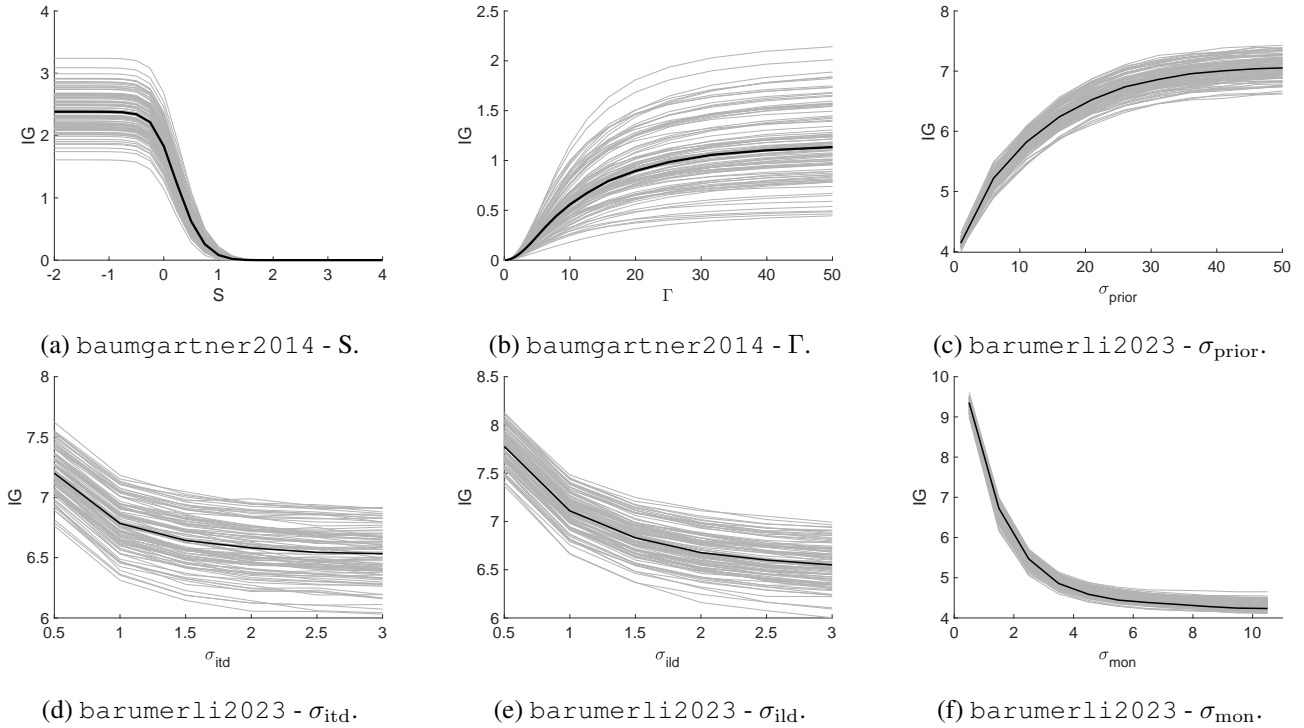 IG
4
3
2
1
0
-2 -1 0 1 2 3 4
S
(a) baumgartner2014 - S.
IG
2.5
2
1.5
1
0.5
0
0 10 20 30 40 50
Γ
(b) baumgartner2014 - Γ.
IG
8
7
6
5
4
0 10 20 30 40 50
σprior
(c) barumerli2023 - σprior.
IG
8
7.5
7
6.5
6
0.5 1 1.5 2 2.5 3
σitd
(d) barumerli2023 - σitd.
IG
8.5
8
7.5
7
6.5
6
0.5 1 1.5 2 2.5 3
σild
(e) barumerli2023 - σild.
IG
10
9
8
7
6
5
4
0 2 4 6 8 10
σmon
(f) barumerli2023 - σmon.